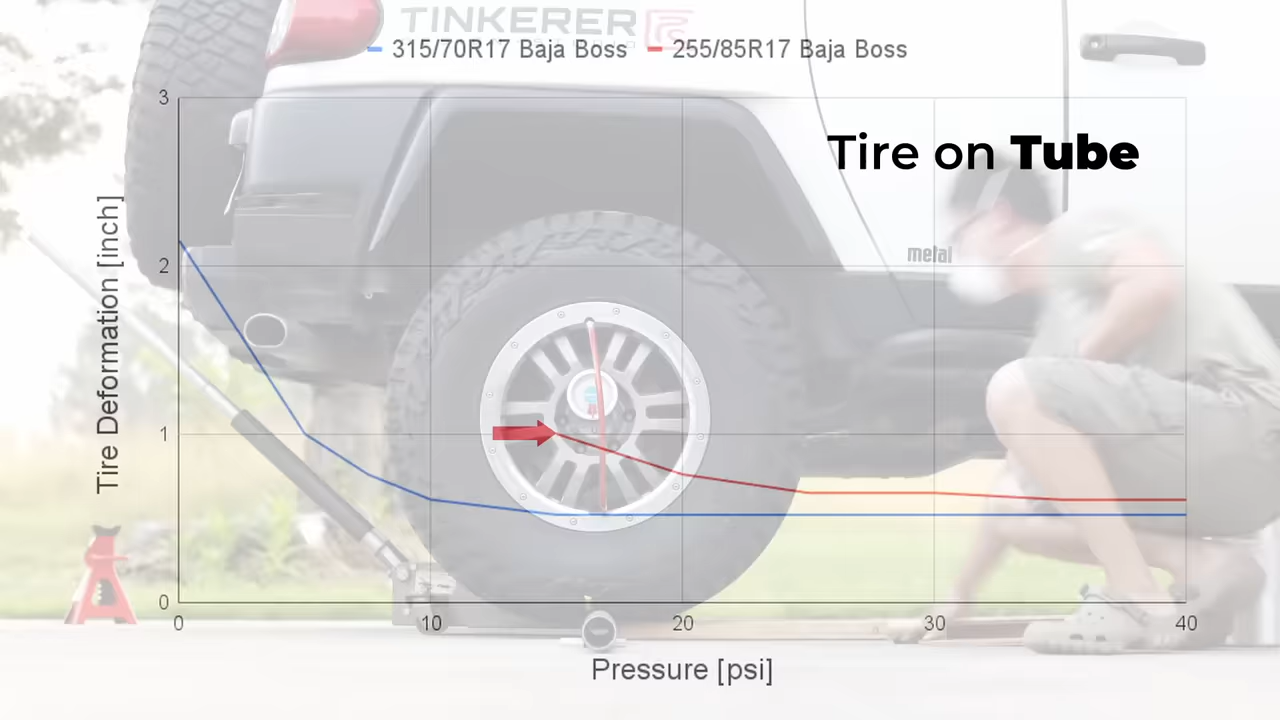 TINKERER
315/70R17 Baja Boss 255/85R17 Baja Boss
Tire on Tube
metal
3
2
1
0
Tire Deformation [inch]
0 10 20 30 40
Pressure [psi]